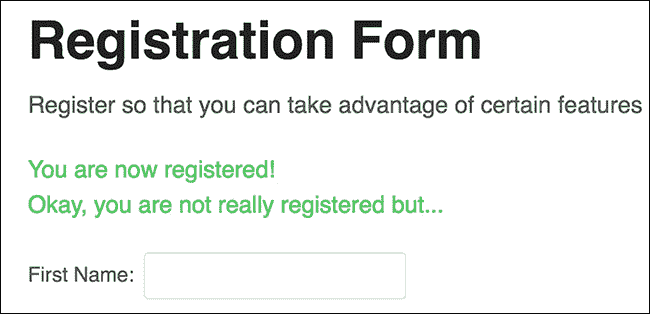 Registration Form
Register so that you can take advantage of certain features
You are now registered!
Okay, you are not really registered but...
First Name: